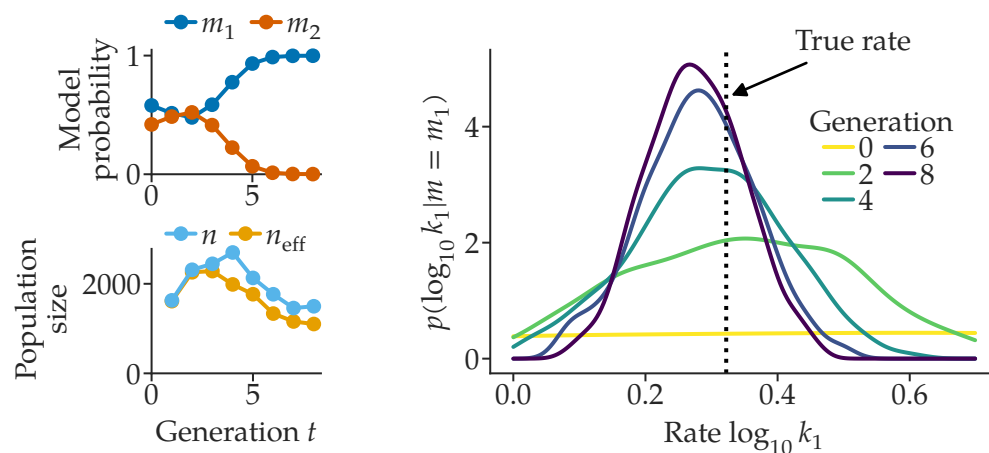 m₁ m₂
Model
probability
1
0
0 5
n n_eff
Population
size
2000
0
0 5
Generation t
p(log₁₀ k₁|m = m₁)
4
2
0
0.0 0.2 0.4 0.6
Rate log₁₀ k₁
True rate
Generation
0 6
2 8
4